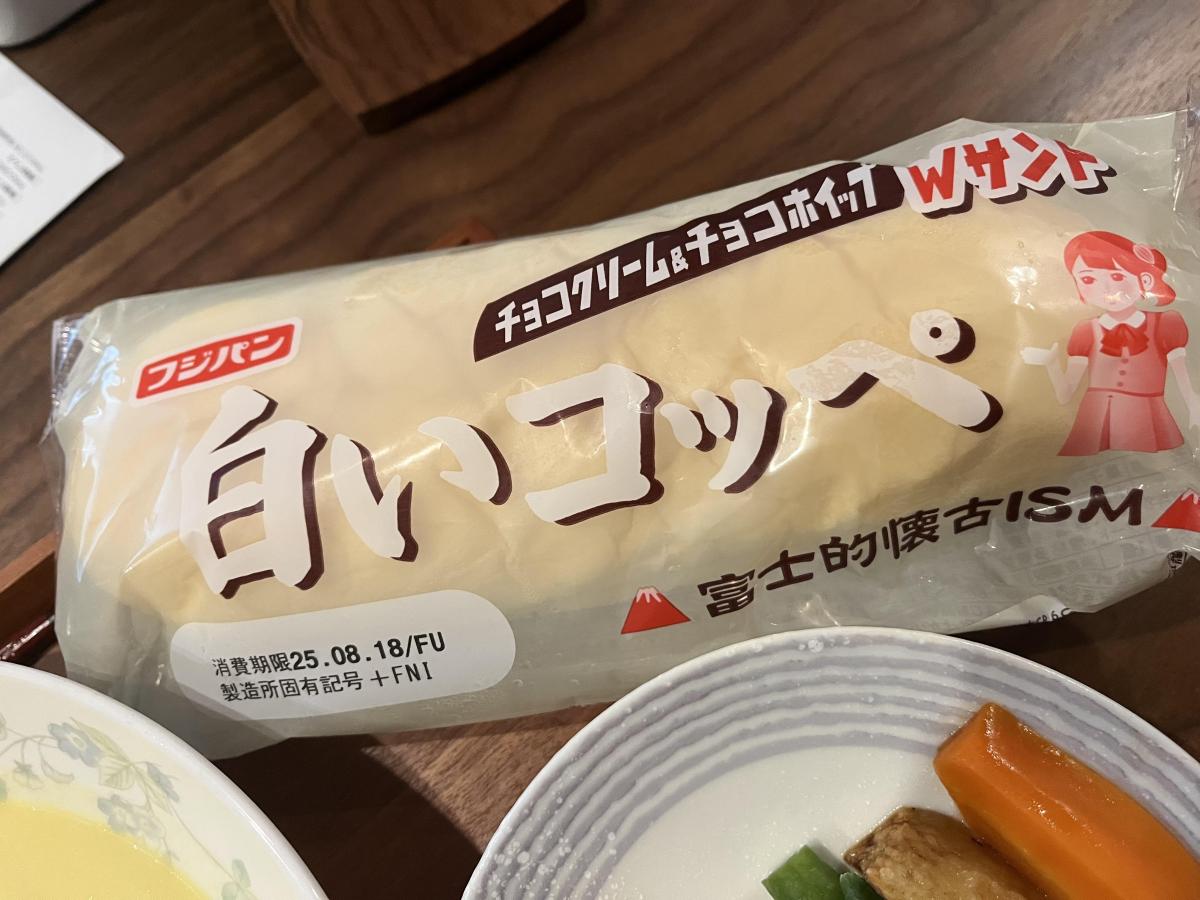 チョコクリーム&チョコホイップ Wサンド
フジパン
白いコッペ
富士的懐古ISM
消費期限25.08.18/FU
製造所固有記号+FNI